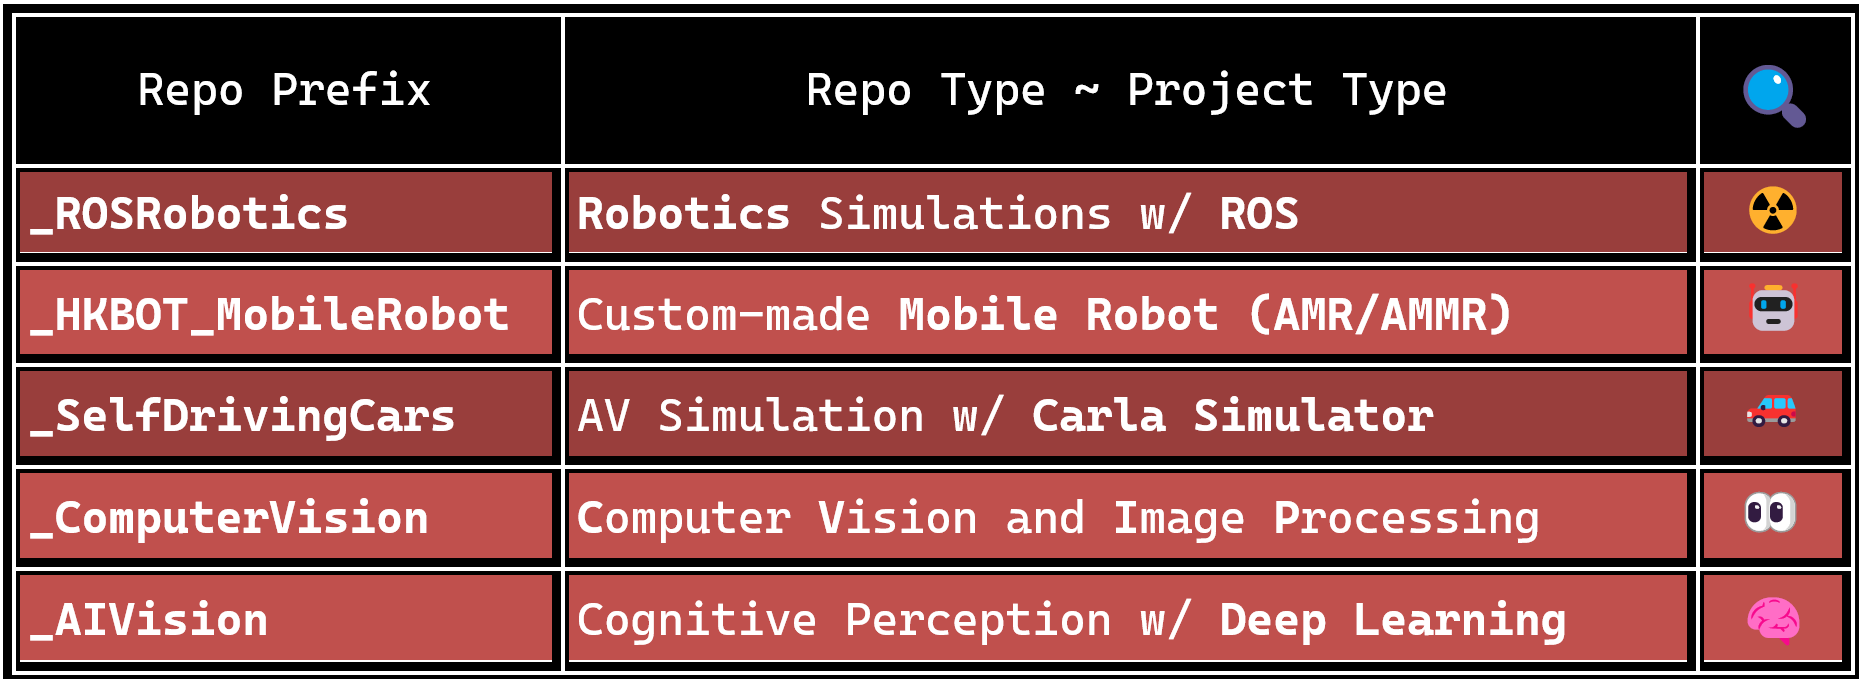 Repo Prefix
Repo Type ~ Project Type
_ROSRobotics
Robotics Simulations w/ ROS
_HKBOT_MobileRobot
Custom-made Mobile Robot (AMR/AMMR)
_SelfDrivingCars
AV Simulation w/ Carla Simulator
_ComputerVision
Computer Vision and Image Processing
_AIVision
Cognitive Perception w/ Deep Learning